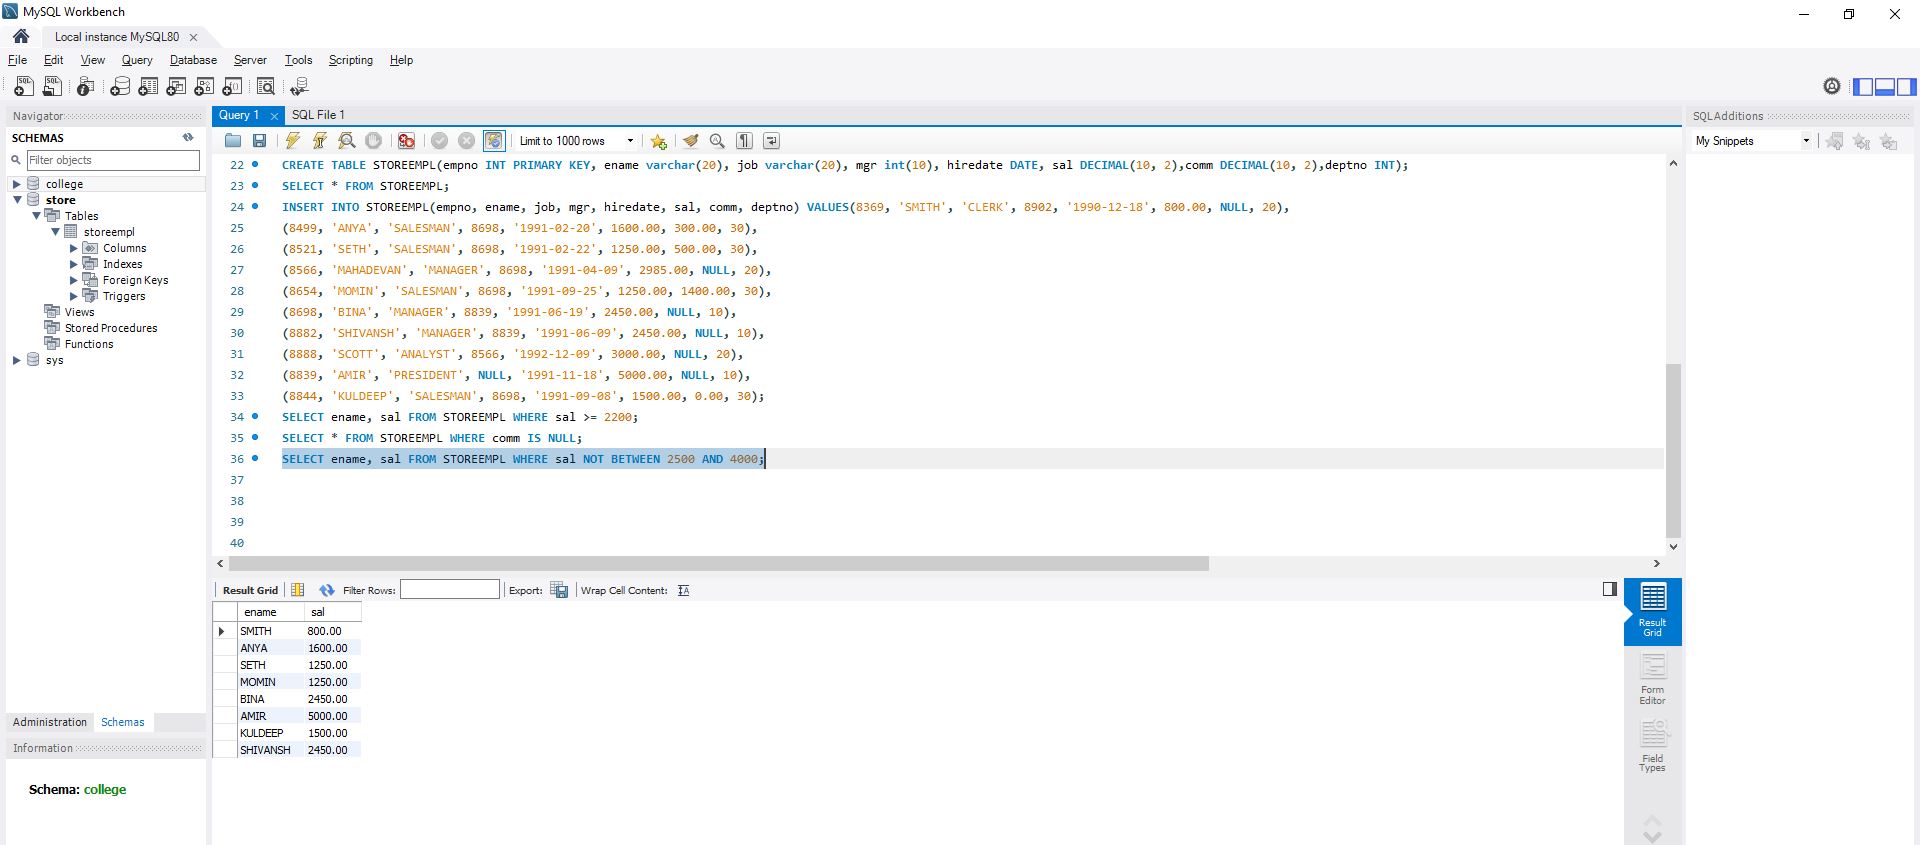 MySQL Workbench
Local instance MySQL80
File Edit View Query Database Server Tools Scripting Help
Navigator
SCHEMAS
Filter objects
college
store
Tables
storeempl
Columns
Indexes
Foreign Keys
Triggers
Views
Stored Procedures
Functions
sys
Administration Schemas
Information
Schema: college
Query 1 SQL File 1
Limit to 1000 rows
22 CREATE TABLE STOREEMPL(empno INT PRIMARY KEY, ename varchar(20), job varchar(20), mgr int(10), hiredate DATE, sal DECIMAL(10, 2),comm DECIMAL(10, 2),deptno INT);
23 SELECT * FROM STOREEMPL;
24 INSERT INTO STOREEMPL(empno, ename, job, mgr, hiredate, sal, comm, deptno) VALUES(8369, 'SMITH', 'CLERK', 8902, '1990-12-18', 800.00, NULL, 20),
25 (8499, 'ANYA', 'SALESMAN', 8698, '1991-02-20', 1600.00, 300.00, 30),
26 (8521, 'SETH', 'SALESMAN', 8698, '1991-02-22', 1250.00, 500.00, 30),
27 (8566, 'MAHADEVAN', 'MANAGER', 8698, '1991-04-09', 2985.00, NULL, 20),
28 (8654, 'MOMIN', 'SALESMAN', 8698, '1991-09-25', 1250.00, 1400.00, 30),
29 (8698, 'BINA', 'MANAGER', 8839, '1991-06-19', 2450.00, NULL, 10),
30 (8882, 'SHIVANSH', 'MANAGER', 8839, '1991-06-09', 2450.00, NULL, 10),
31 (8888, 'SCOTT', 'ANALYST', 8566, '1992-12-09', 3000.00, NULL, 20),
32 (8839, 'AMIR', 'PRESIDENT', NULL, '1991-11-18', 5000.00, NULL, 10),
33 (8844, 'KULDEEP', 'SALESMAN', 8698, '1991-09-08', 1500.00, 0.00, 30);
34 SELECT ename, sal FROM STOREEMPL WHERE sal >= 2200;
35 SELECT * FROM STOREEMPL WHERE comm IS NULL;
36 SELECT ename, sal FROM STOREEMPL WHERE sal NOT BETWEEN 2500 AND 4000;
37
38
39
40
Result Grid Filter Rows: Export: Wrap Cell Content:
ename sal
SMITH 800.00
ANYA 1600.00
SETH 1250.00
MOMIN 1250.00
BINA 2450.00
AMIR 5000.00
KULDEEP 1500.00
SHIVANSH 2450.00
Result
Grid
Form
Editor
Field
Types
SQLAdditions
My Snippets